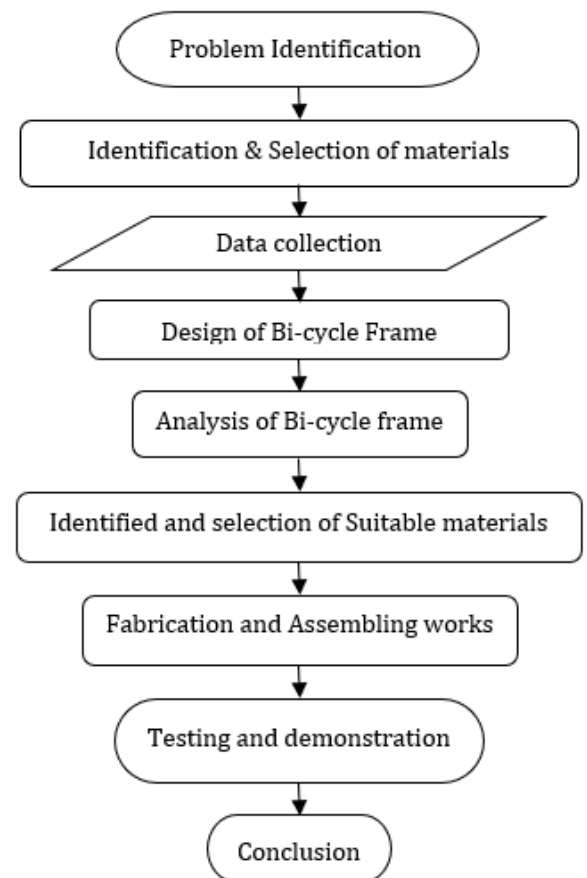 Problem Identification
Identification & Selection of materials
Data collection
Design of Bi-cycle Frame
Analysis of Bi-cycle frame
Identified and selection of Suitable materials
Fabrication and Assembling works
Testing and demonstration
Conclusion